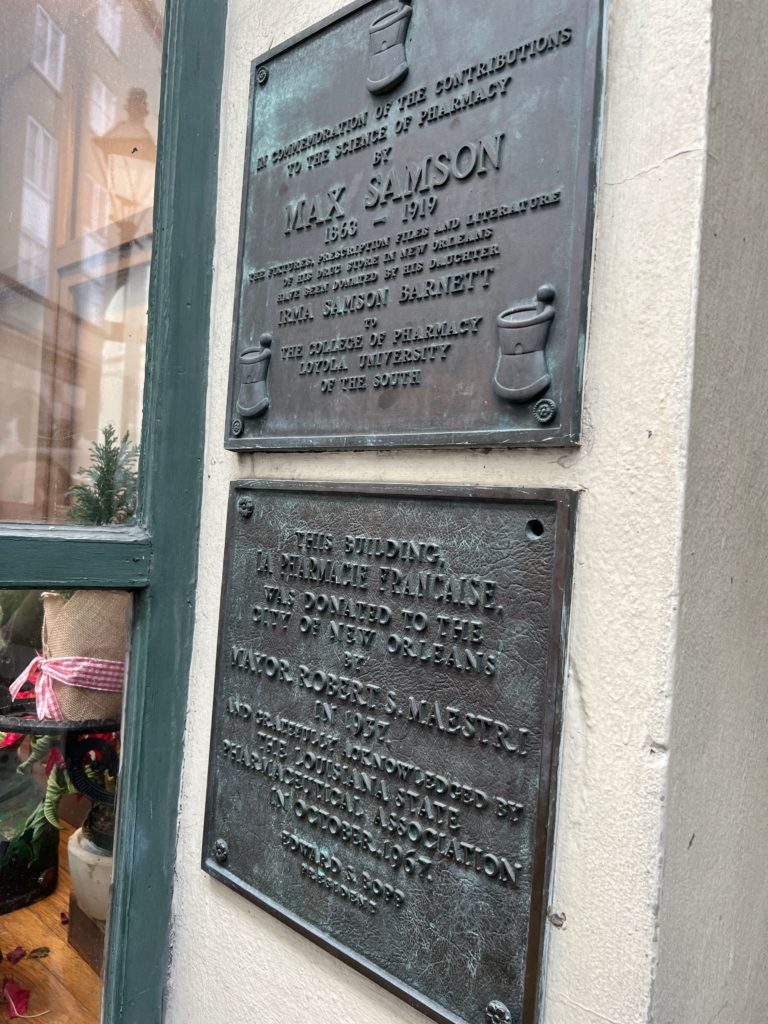 IN COMMEMORATION OF THE CONTRIBUTIONS
TO THE SCIENCE OF PHARMACY
BY
MAX SAMSON
1868 – 1919
THE FIXTURES, PRESCRIPTION FILES AND LITERATURE
OF HIS DRUG STORE IN NEW ORLEANS
HAVE BEEN DONATED BY HIS DAUGHTER
IRMA SAMSON BARNETT
TO
THE COLLEGE OF PHARMACY
LOYOLA UNIVERSITY
OF THE SOUTH
THIS BUILDING,
LA PHARMACIE FRANCAISE,
WAS DONATED TO THE
CITY OF NEW ORLEANS
BY
MAYOR ROBERT S. MAESTRI
IN 1937.
AND GRATEFULLY ACKNOWLEDGED BY
THE LOUISIANA STATE
PHARMACEUTICAL ASSOCIATION
IN OCTOBER, 1967.
EDWARD S. BOPP
PRESIDENT